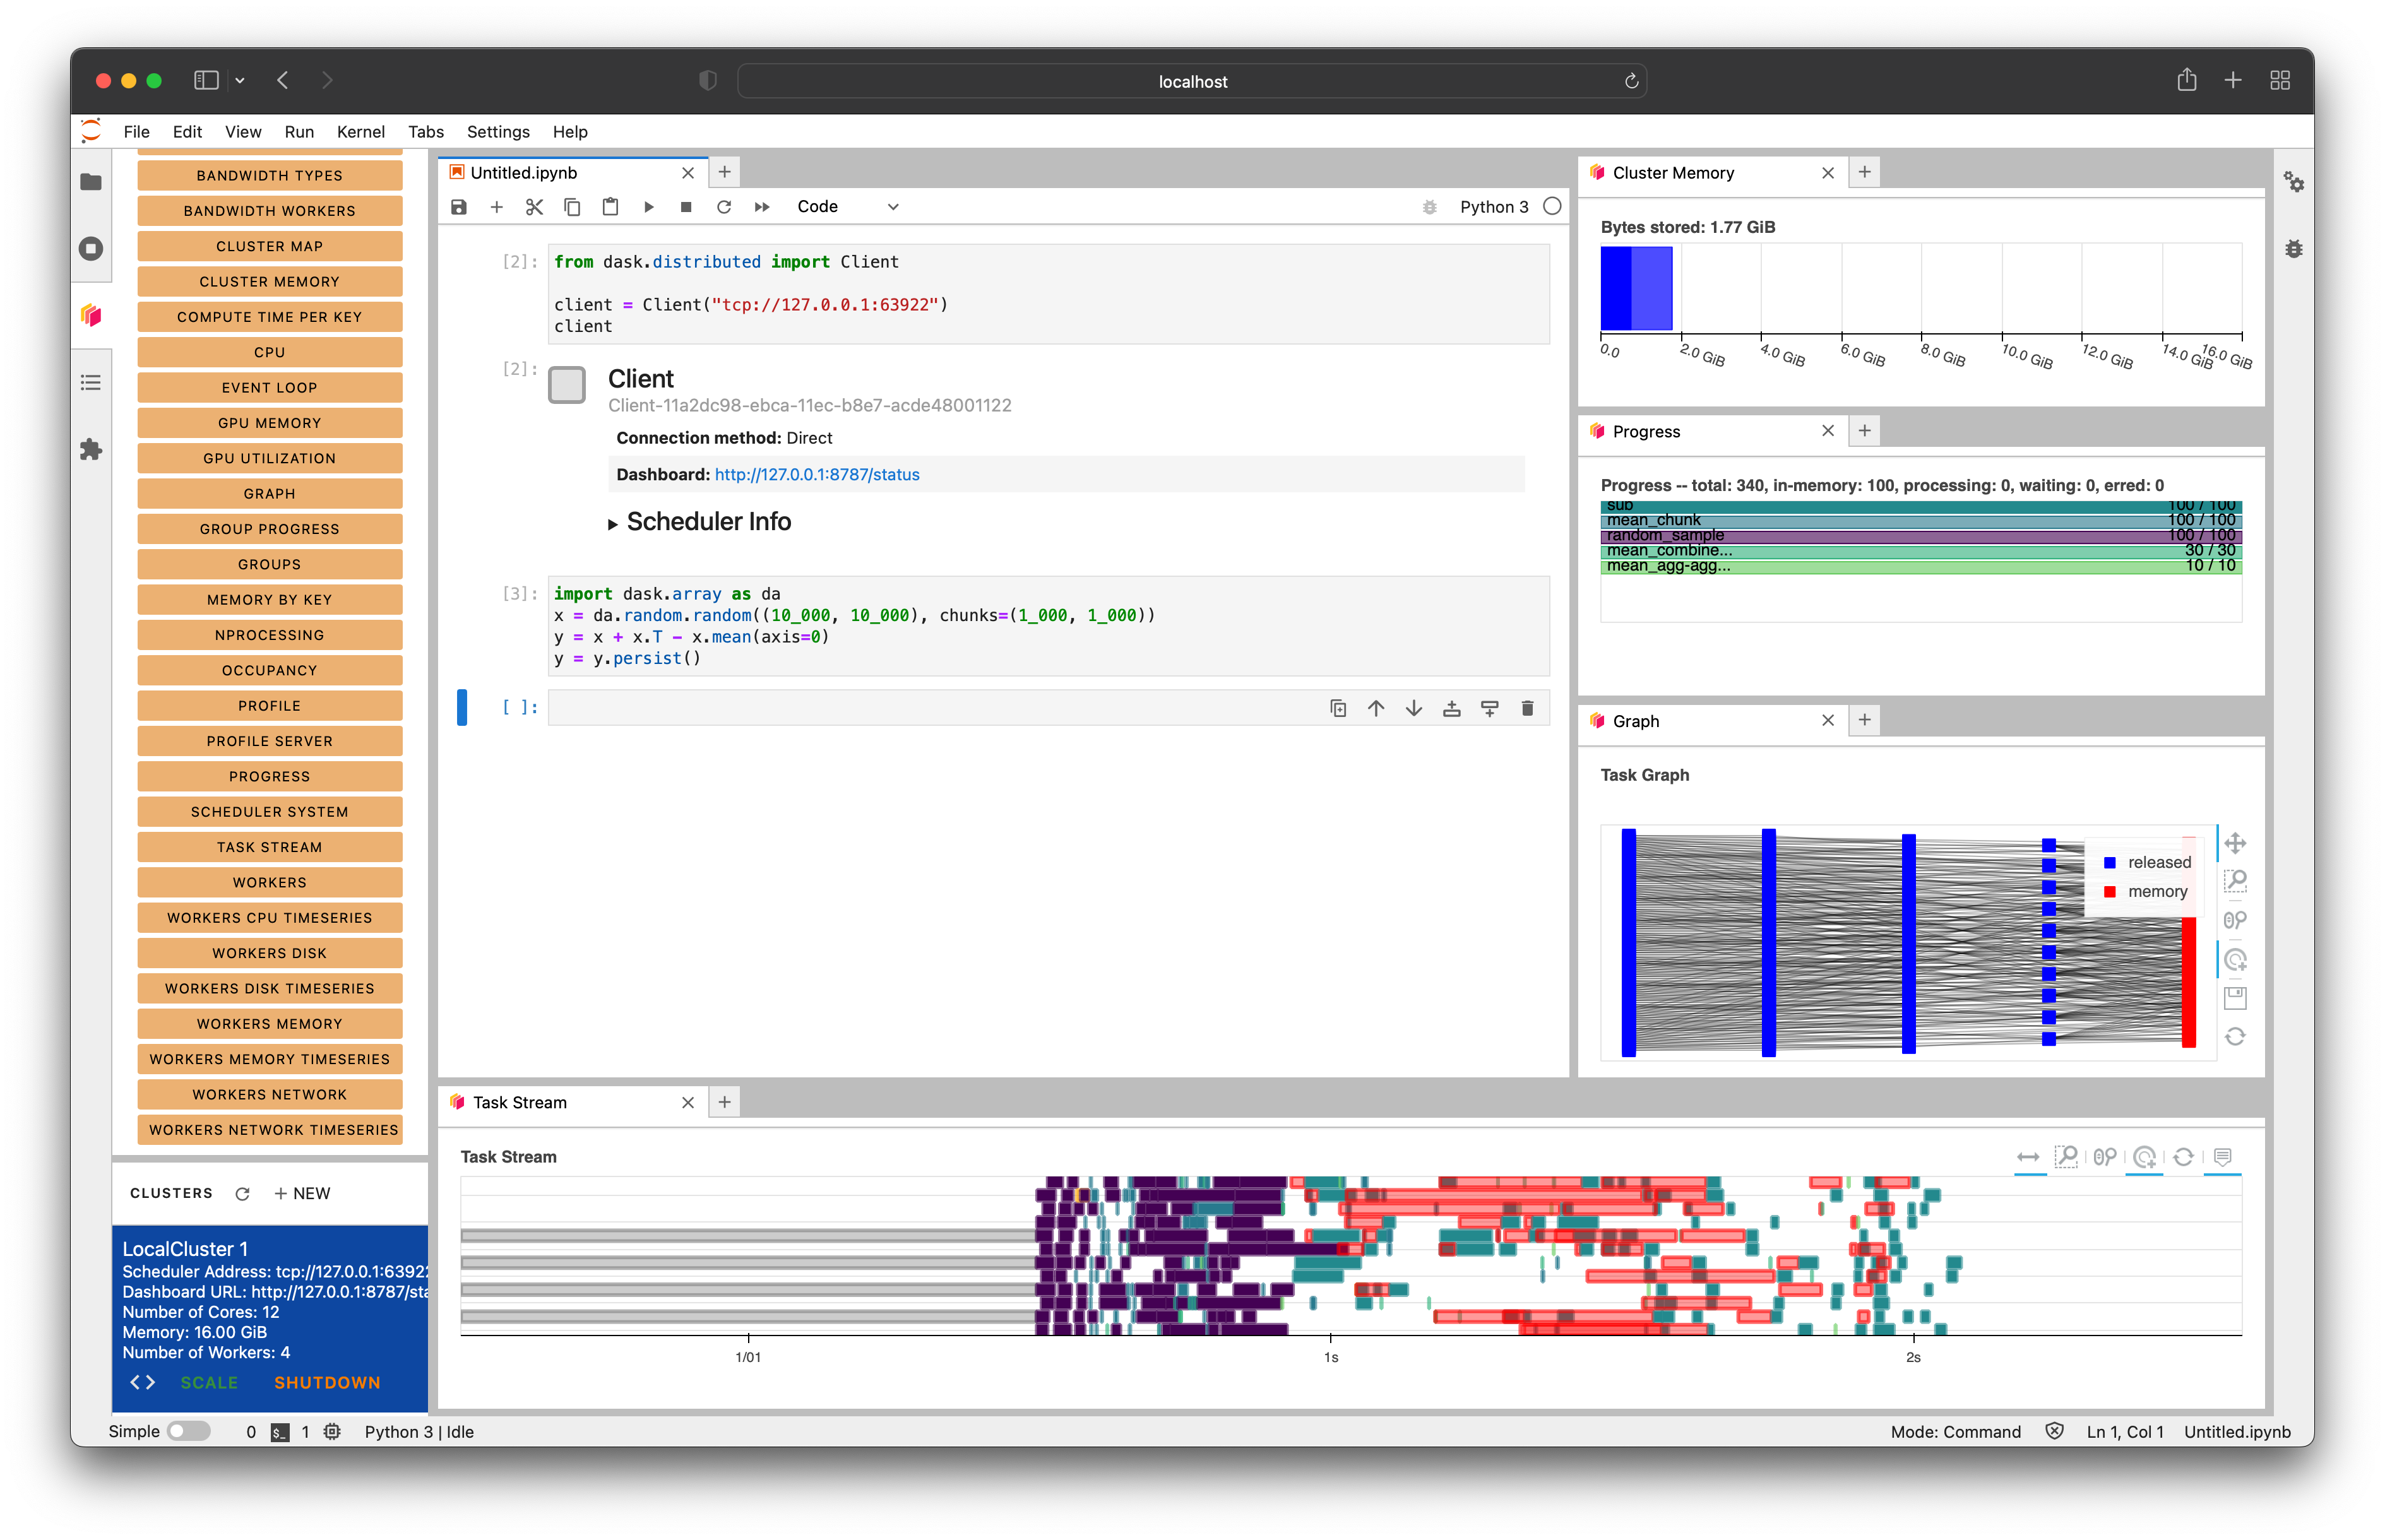 localhost
File Edit View Run Kernel Tabs Settings Help
BANDWIDTH TYPES
BANDWIDTH WORKERS
CLUSTER MAP
CLUSTER MEMORY
COMPUTE TIME PER KEY
CPU
EVENT LOOP
GPU MEMORY
GPU UTILIZATION
GRAPH
GROUP PROGRESS
GROUPS
MEMORY BY KEY
NPROCESSING
OCCUPANCY
PROFILE
PROFILE SERVER
PROGRESS
SCHEDULER SYSTEM
TASK STREAM
WORKERS
WORKERS CPU TIMESERIES
WORKERS DISK
WORKERS DISK TIMESERIES
WORKERS MEMORY
WORKERS MEMORY TIMESERIES
WORKERS NETWORK
WORKERS NETWORK TIMESERIES
CLUSTERS + NEW
LocalCluster 1
Scheduler Address: tcp://127.0.0.1:6392
Dashboard URL: http://127.0.0.1:8787/sta
Number of Cores: 12
Memory: 16.00 GiB
Number of Workers: 4
<> SCALE SHUTDOWN
Untitled.ipynb
Code
Python 3
[2]: from dask.distributed import Client
client = Client("tcp://127.0.0.1:63922")
client
[2]: Client
Client-11a2dc98-ebca-11ec-b8e7-acde48001122
Connection method: Direct
Dashboard: http://127.0.0.1:8787/status
Scheduler Info
[3]: import dask.array as da
x = da.random.random((10_000, 10_000), chunks=(1_000, 1_000))
y = x + x.T - x.mean(axis=0)
y = y.persist()
[ ]:
Cluster Memory
Bytes stored: 1.77 GiB
0.0 2.0 GiB 4.0 GiB 6.0 GiB 8.0 GiB 10.0 GiB 12.0 GiB 14.0 GiB 16.0 GiB
Progress
Progress -- total: 340, in-memory: 100, processing: 0, waiting: 0, erred: 0
sub 100 / 100
mean_chunk 100 / 100
random_sample 100 / 100
mean_combine... 30 / 30
mean_agg-agg... 10 / 10
Graph
Task Graph
released
memory
Task Stream
Task Stream
1/01 1s 2s
Simple 0 $_ 1 Python 3 | Idle Mode: Command Ln 1, Col 1 Untitled.ipynb